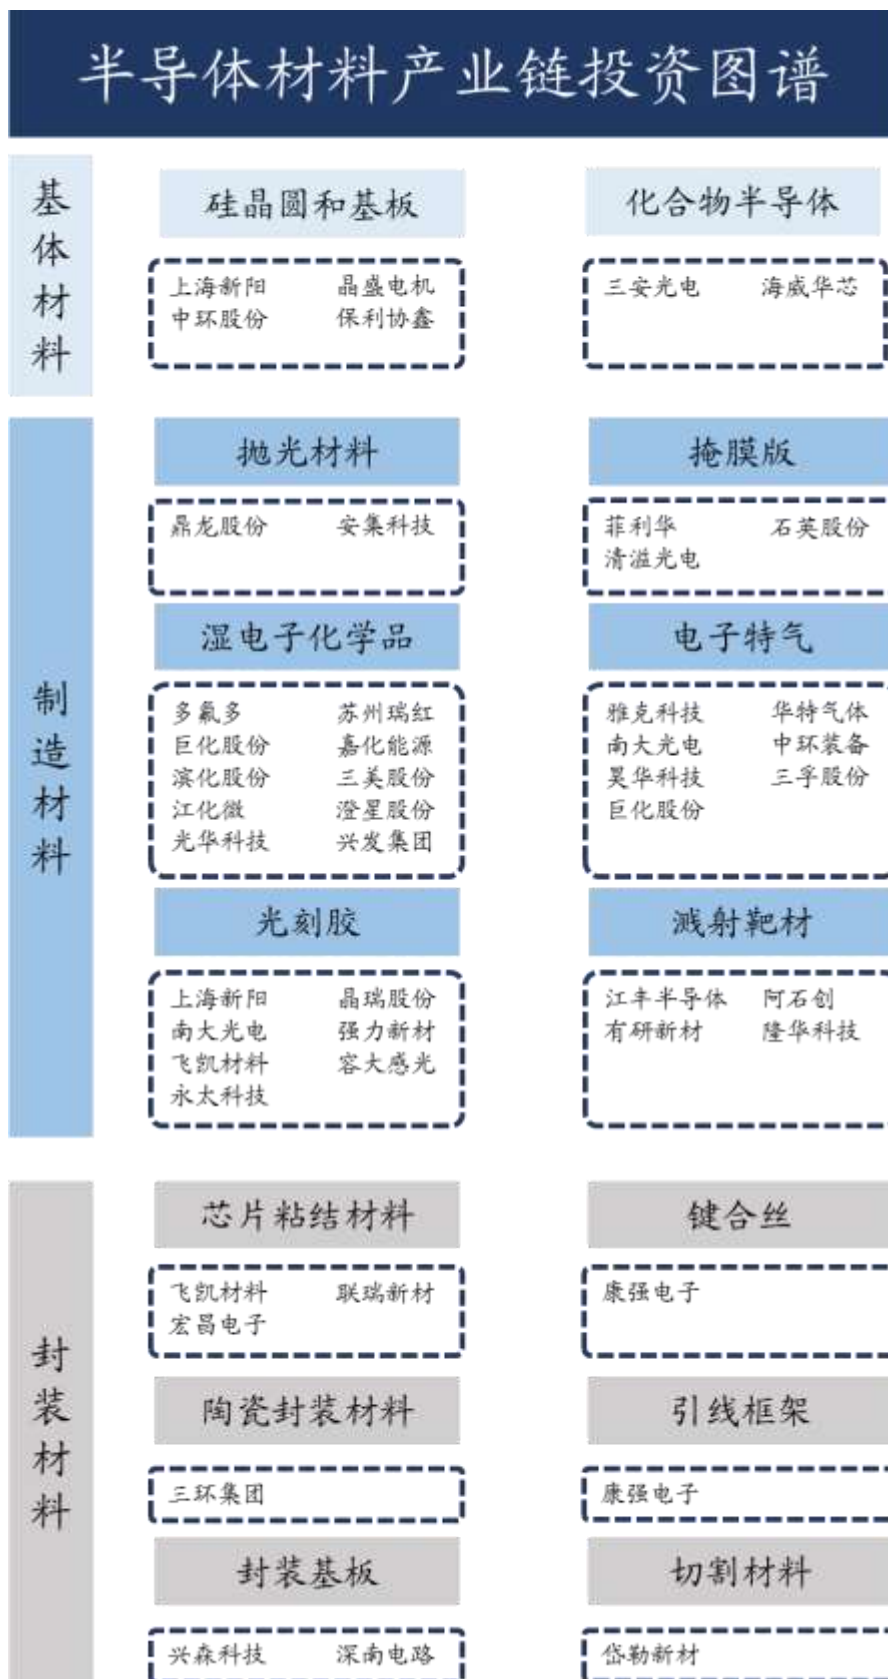 半导体材料产业链投资图谱
基体材料
硅晶圆和基板
上海新阳 晶盛电机
中环股份 保利协鑫
化合物半导体
三安光电 海威华芯
制造材料
抛光材料
鼎龙股份 安集科技
掩膜版
菲利华 石英股份
清溢光电
湿电子化学品
多氟多 苏州瑞红
巨化股份 嘉化能源
滨化股份 三美股份
江化微 澄星股份
光华科技 兴发集团
电子特气
雅克科技 华特气体
南大光电 中环装备
昊华科技 三孚股份
巨化股份
光刻胶
上海新阳 晶瑞股份
南大光电 强力新材
飞凯材料 容大感光
永太科技
溅射靶材
江丰半导体 阿石创
有研新材 隆华科技
封装材料
芯片粘结材料
飞凯材料 联瑞新材
宏昌电子
键合丝
康强电子
陶瓷封装材料
三环集团
引线框架
康强电子
封装基板
兴森科技 深南电路
切割材料
岱勒新材